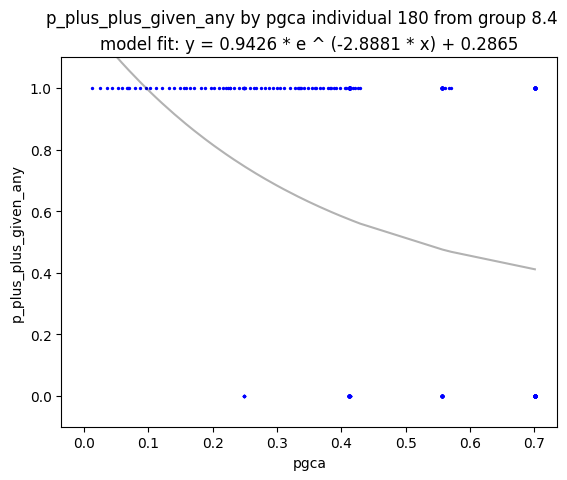 p_plus_plus_given_any by pgca individual 180 from group 8.4
model fit: y = 0.9426 * e ^ (-2.8881 * x) + 0.2865
1.0
0.8
0.6
0.4
0.2
0.0
p_plus_plus_given_any
0.0 0.1 0.2 0.3 0.4 0.5 0.6 0.7
pgca